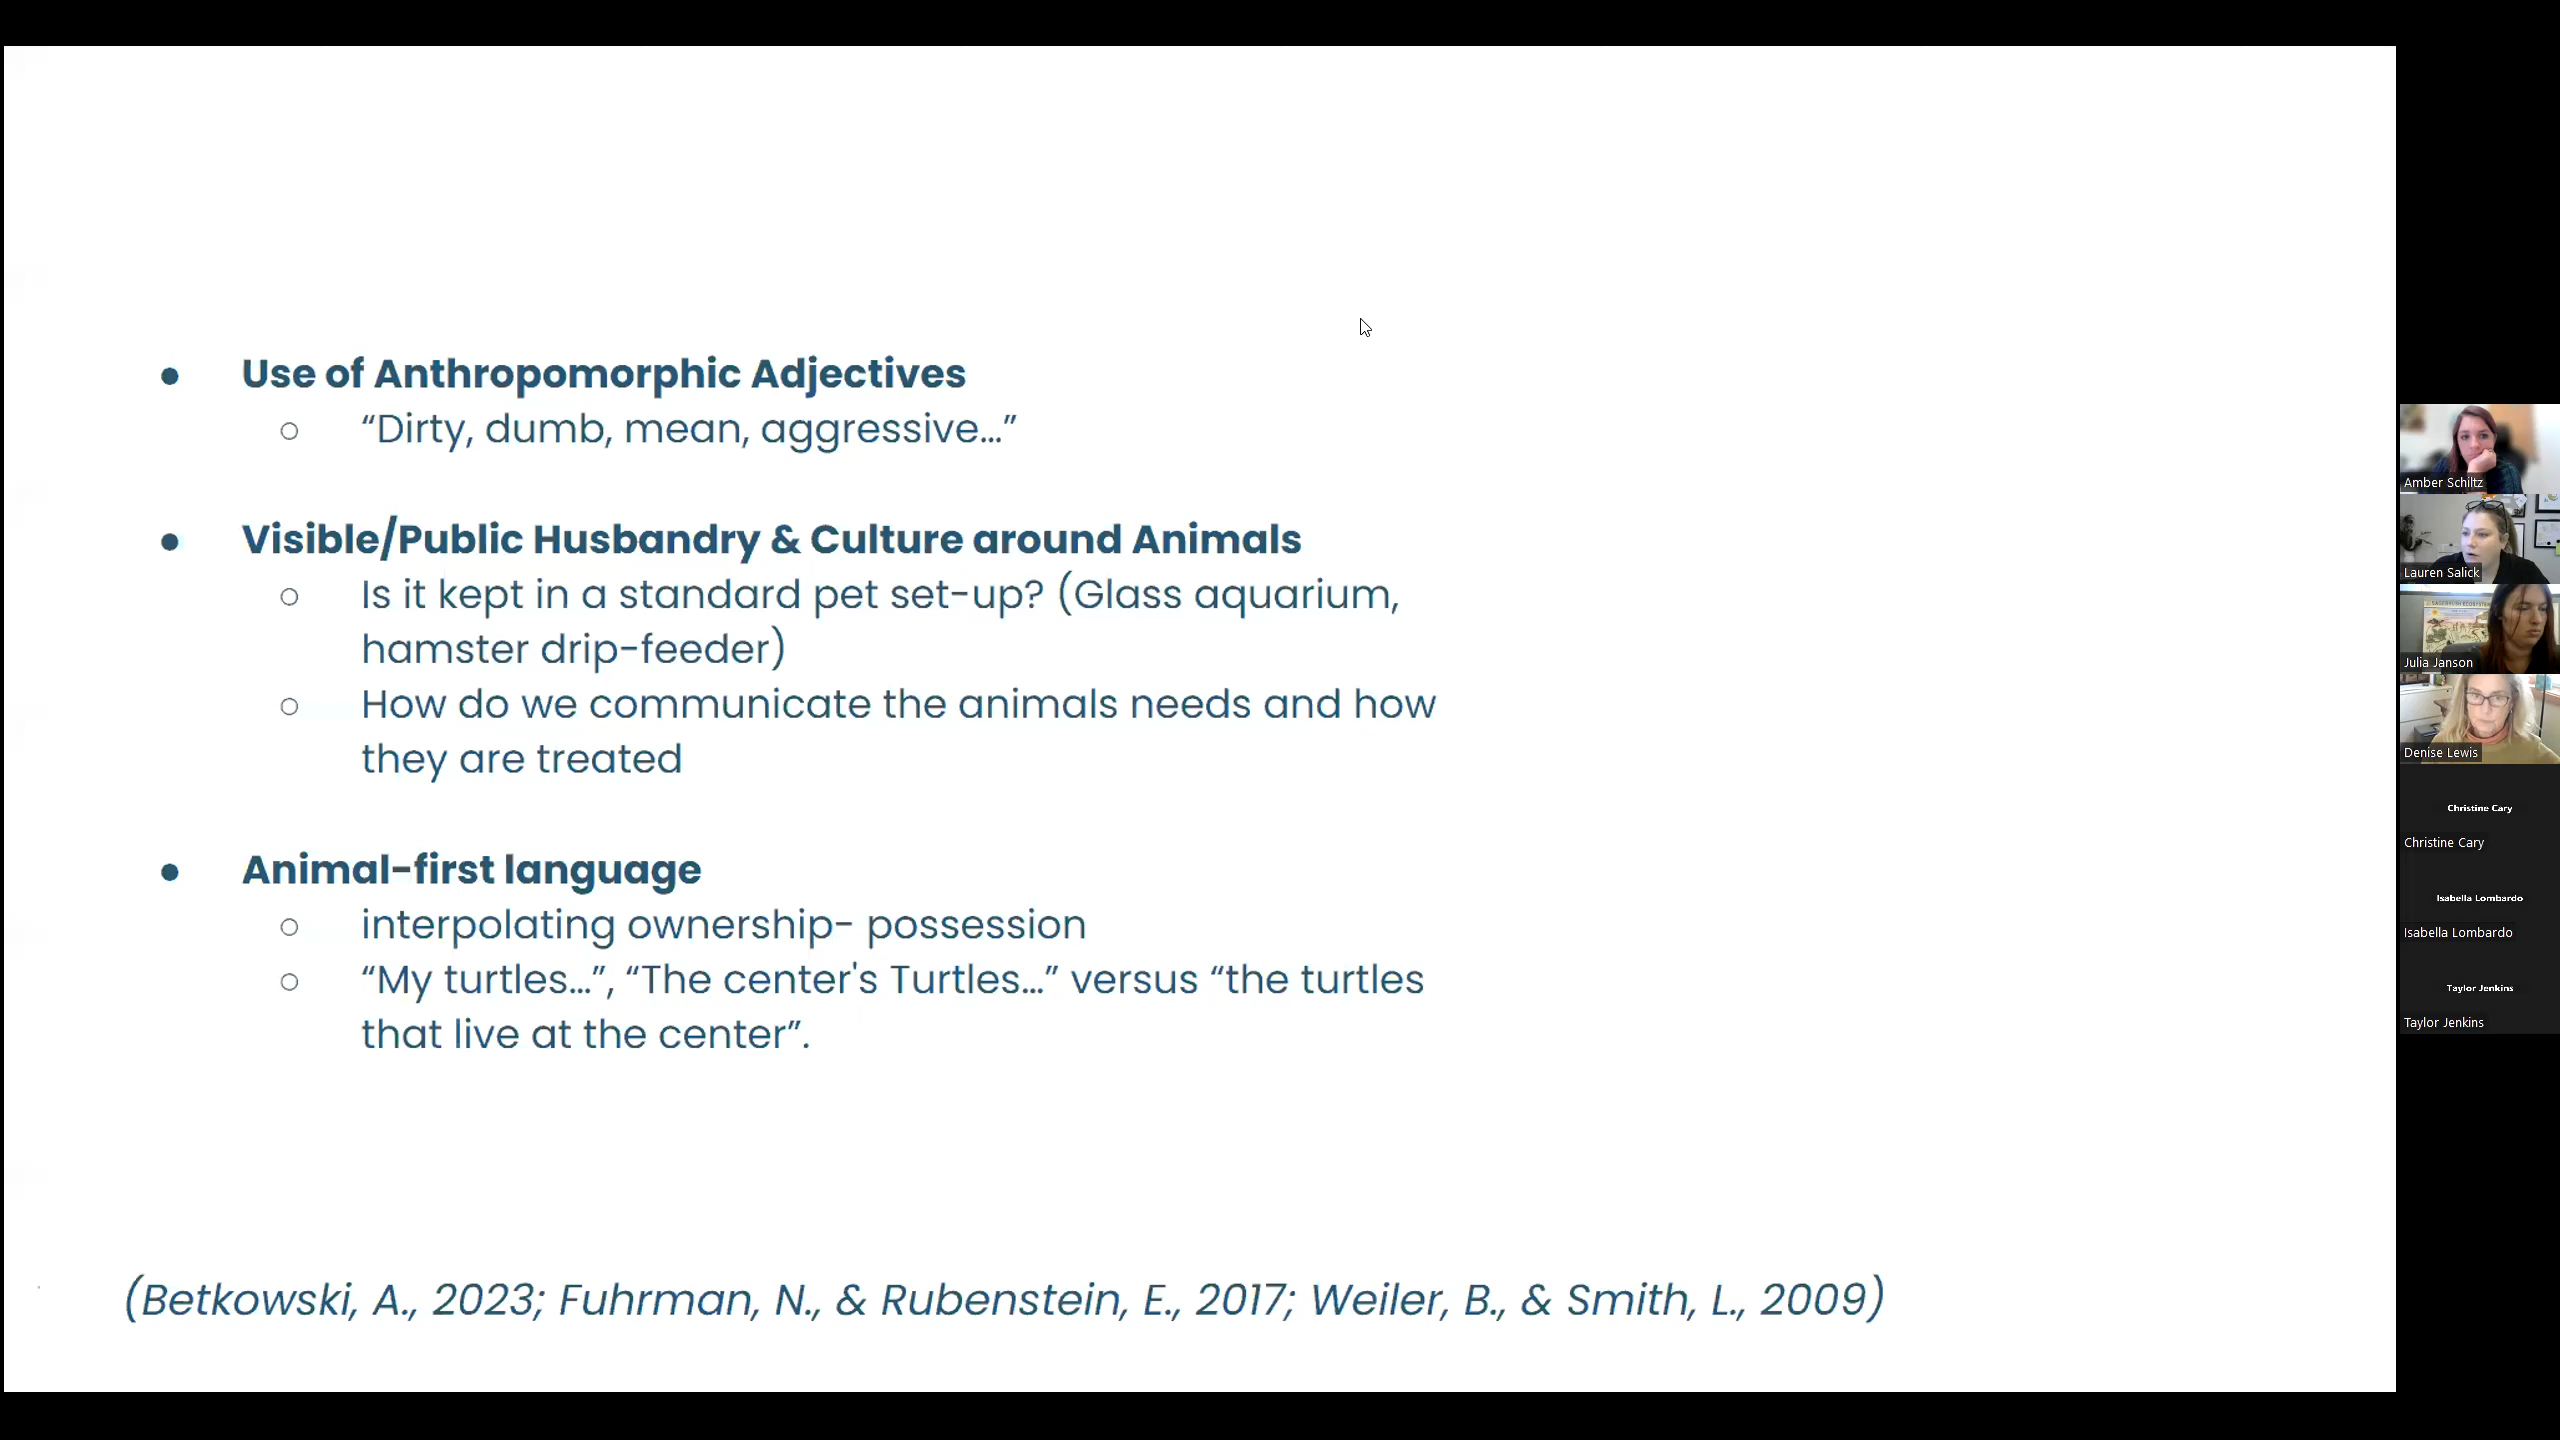 ● Use of Anthropomorphic Adjectives
○ “Dirty, dumb, mean, aggressive...”
● Visible/Public Husbandry & Culture around Animals
○ Is it kept in a standard pet set-up? (Glass aquarium,
hamster drip-feeder)
○ How do we communicate the animals needs and how
they are treated
● Animal-first language
○ interpolating ownership- possession
○ “My turtles...”, “The center's Turtles...” versus “the turtles
that live at the center”.
(Betkowski, A., 2023; Fuhrman, N., & Rubenstein, E., 2017; Weiler, B., & Smith, L., 2009)
Amber Schiltz
Lauren Salick
Julia Janson
Denise Lewis
Christine Cary
Christine Cary
Isabella Lombardo
Isabella Lombardo
Taylor Jenkins
Taylor Jenkins